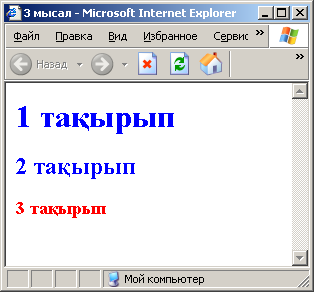 3 мысал - Microsoft Internet Explorer
Файл Правка Вид Избранное Сервис »
Назад »
1 тақырып
2 тақырып
3 тақырып
Мой компьютер